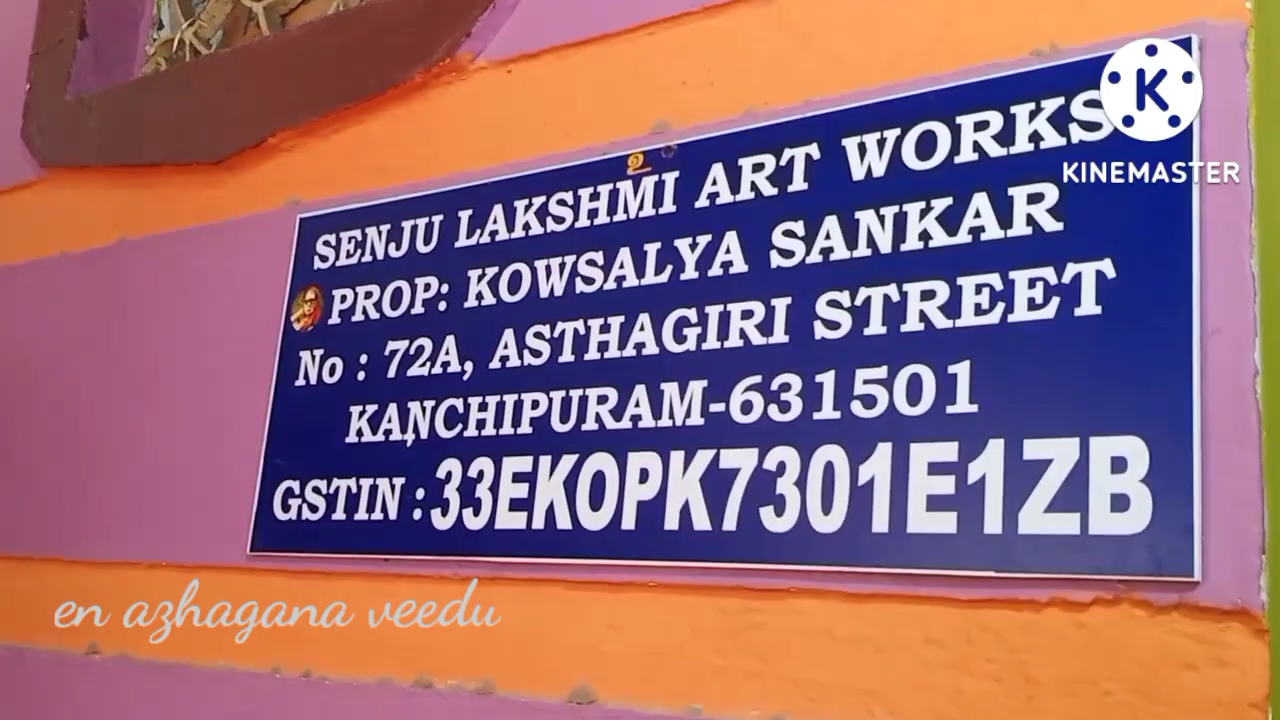 உ
SENJU LAKSHMI ART WORKS
PROP: KOWSALYA SANKAR
No : 72A, ASTHAGIRI STREET
KANCHIPURAM-631501
GSTIN : 33EKOPK7301E1ZB
K
KINEMASTER
en azhagana veedu